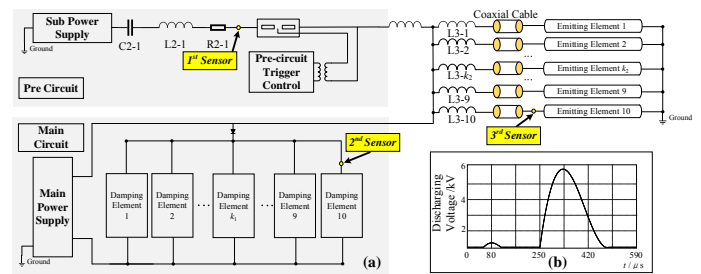 Sub Power
Supply
Ground
C2-1
L2-1
R2-1
1st Sensor
Pre-circuit
Trigger
Control
Pre Circuit
Coaxial Cable
L3-1
Emitting Element 1
L3-2
Emitting Element 2
...
L3-k2
Emitting Element k2
...
L3-9
Emitting Element 9
L3-10
Emitting Element 10
Ground
3rd Sensor
Main
Circuit
2nd Sensor
Main
Power
Supply
Ground
Damping
Element
1
Damping
Element
2
...
Damping
Element
k1
...
Damping
Element
9
Damping
Element
10
(a)
Discharging
Voltage /kV
6
4
2
0
80
250
420
590
t / μ s
(b)